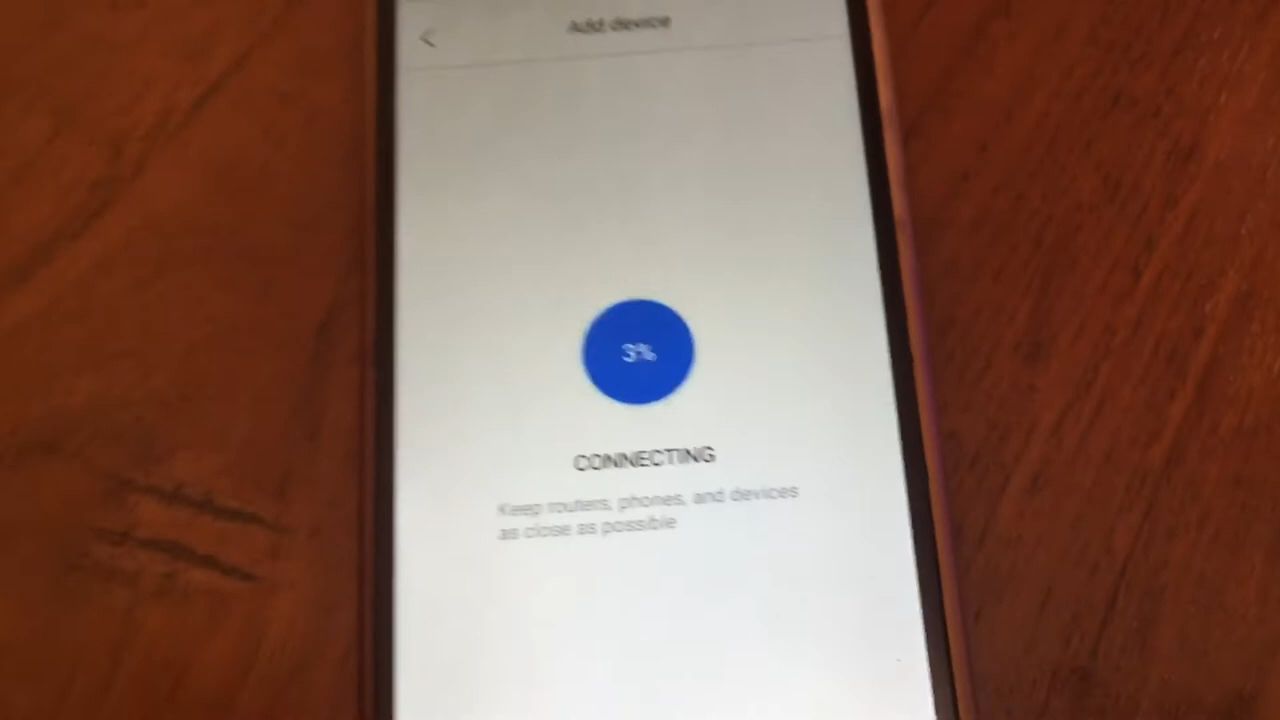 Add device
3%
CONNECTING
Keep routers, phones, and devices
as close as possible